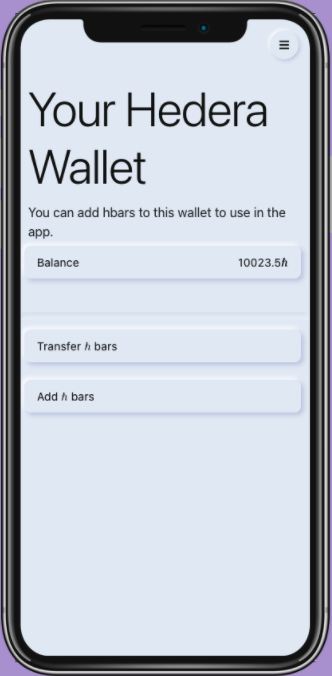 Your Hedera
Wallet
You can add hbars to this wallet to use in the
app.
Balance 10023.5ℏ
Transfer ℏ bars
Add ℏ bars